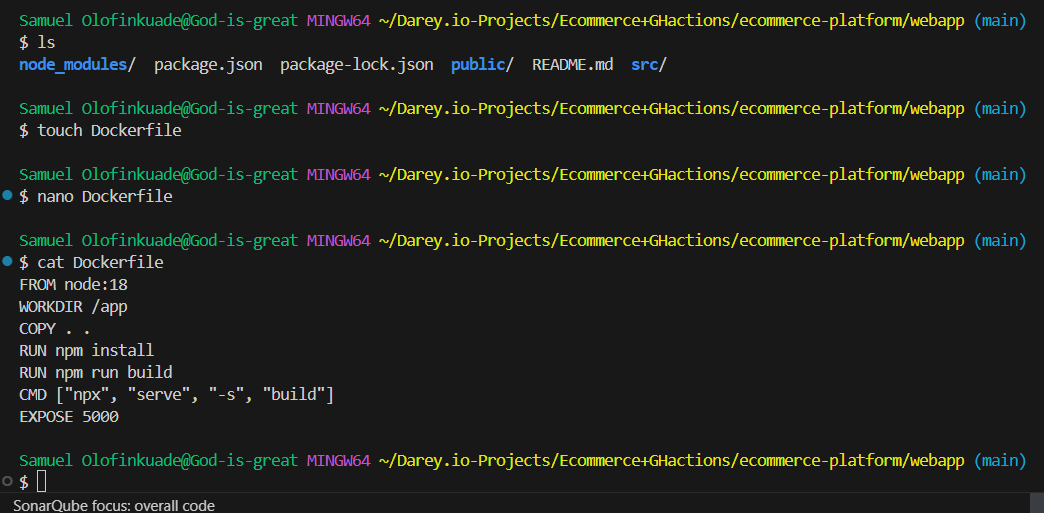 Samuel Olofinkuade@God-is-great MINGW64 ~/Darey.io-Projects/Ecommerce+GHactions/ecommerce-platform/webapp (main)
$ ls
node_modules/  package.json  package-lock.json  public/  README.md  src/
Samuel Olofinkuade@God-is-great MINGW64 ~/Darey.io-Projects/Ecommerce+GHactions/ecommerce-platform/webapp (main)
$ touch Dockerfile
Samuel Olofinkuade@God-is-great MINGW64 ~/Darey.io-Projects/Ecommerce+GHactions/ecommerce-platform/webapp (main)
$ nano Dockerfile
Samuel Olofinkuade@God-is-great MINGW64 ~/Darey.io-Projects/Ecommerce+GHactions/ecommerce-platform/webapp (main)
$ cat Dockerfile
FROM node:18
WORKDIR /app
COPY . .
RUN npm install
RUN npm run build
CMD ["npx", "serve", "-s", "build"]
EXPOSE 5000
Samuel Olofinkuade@God-is-great MINGW64 ~/Darey.io-Projects/Ecommerce+GHactions/ecommerce-platform/webapp (main)
$
SonarQube focus: overall code